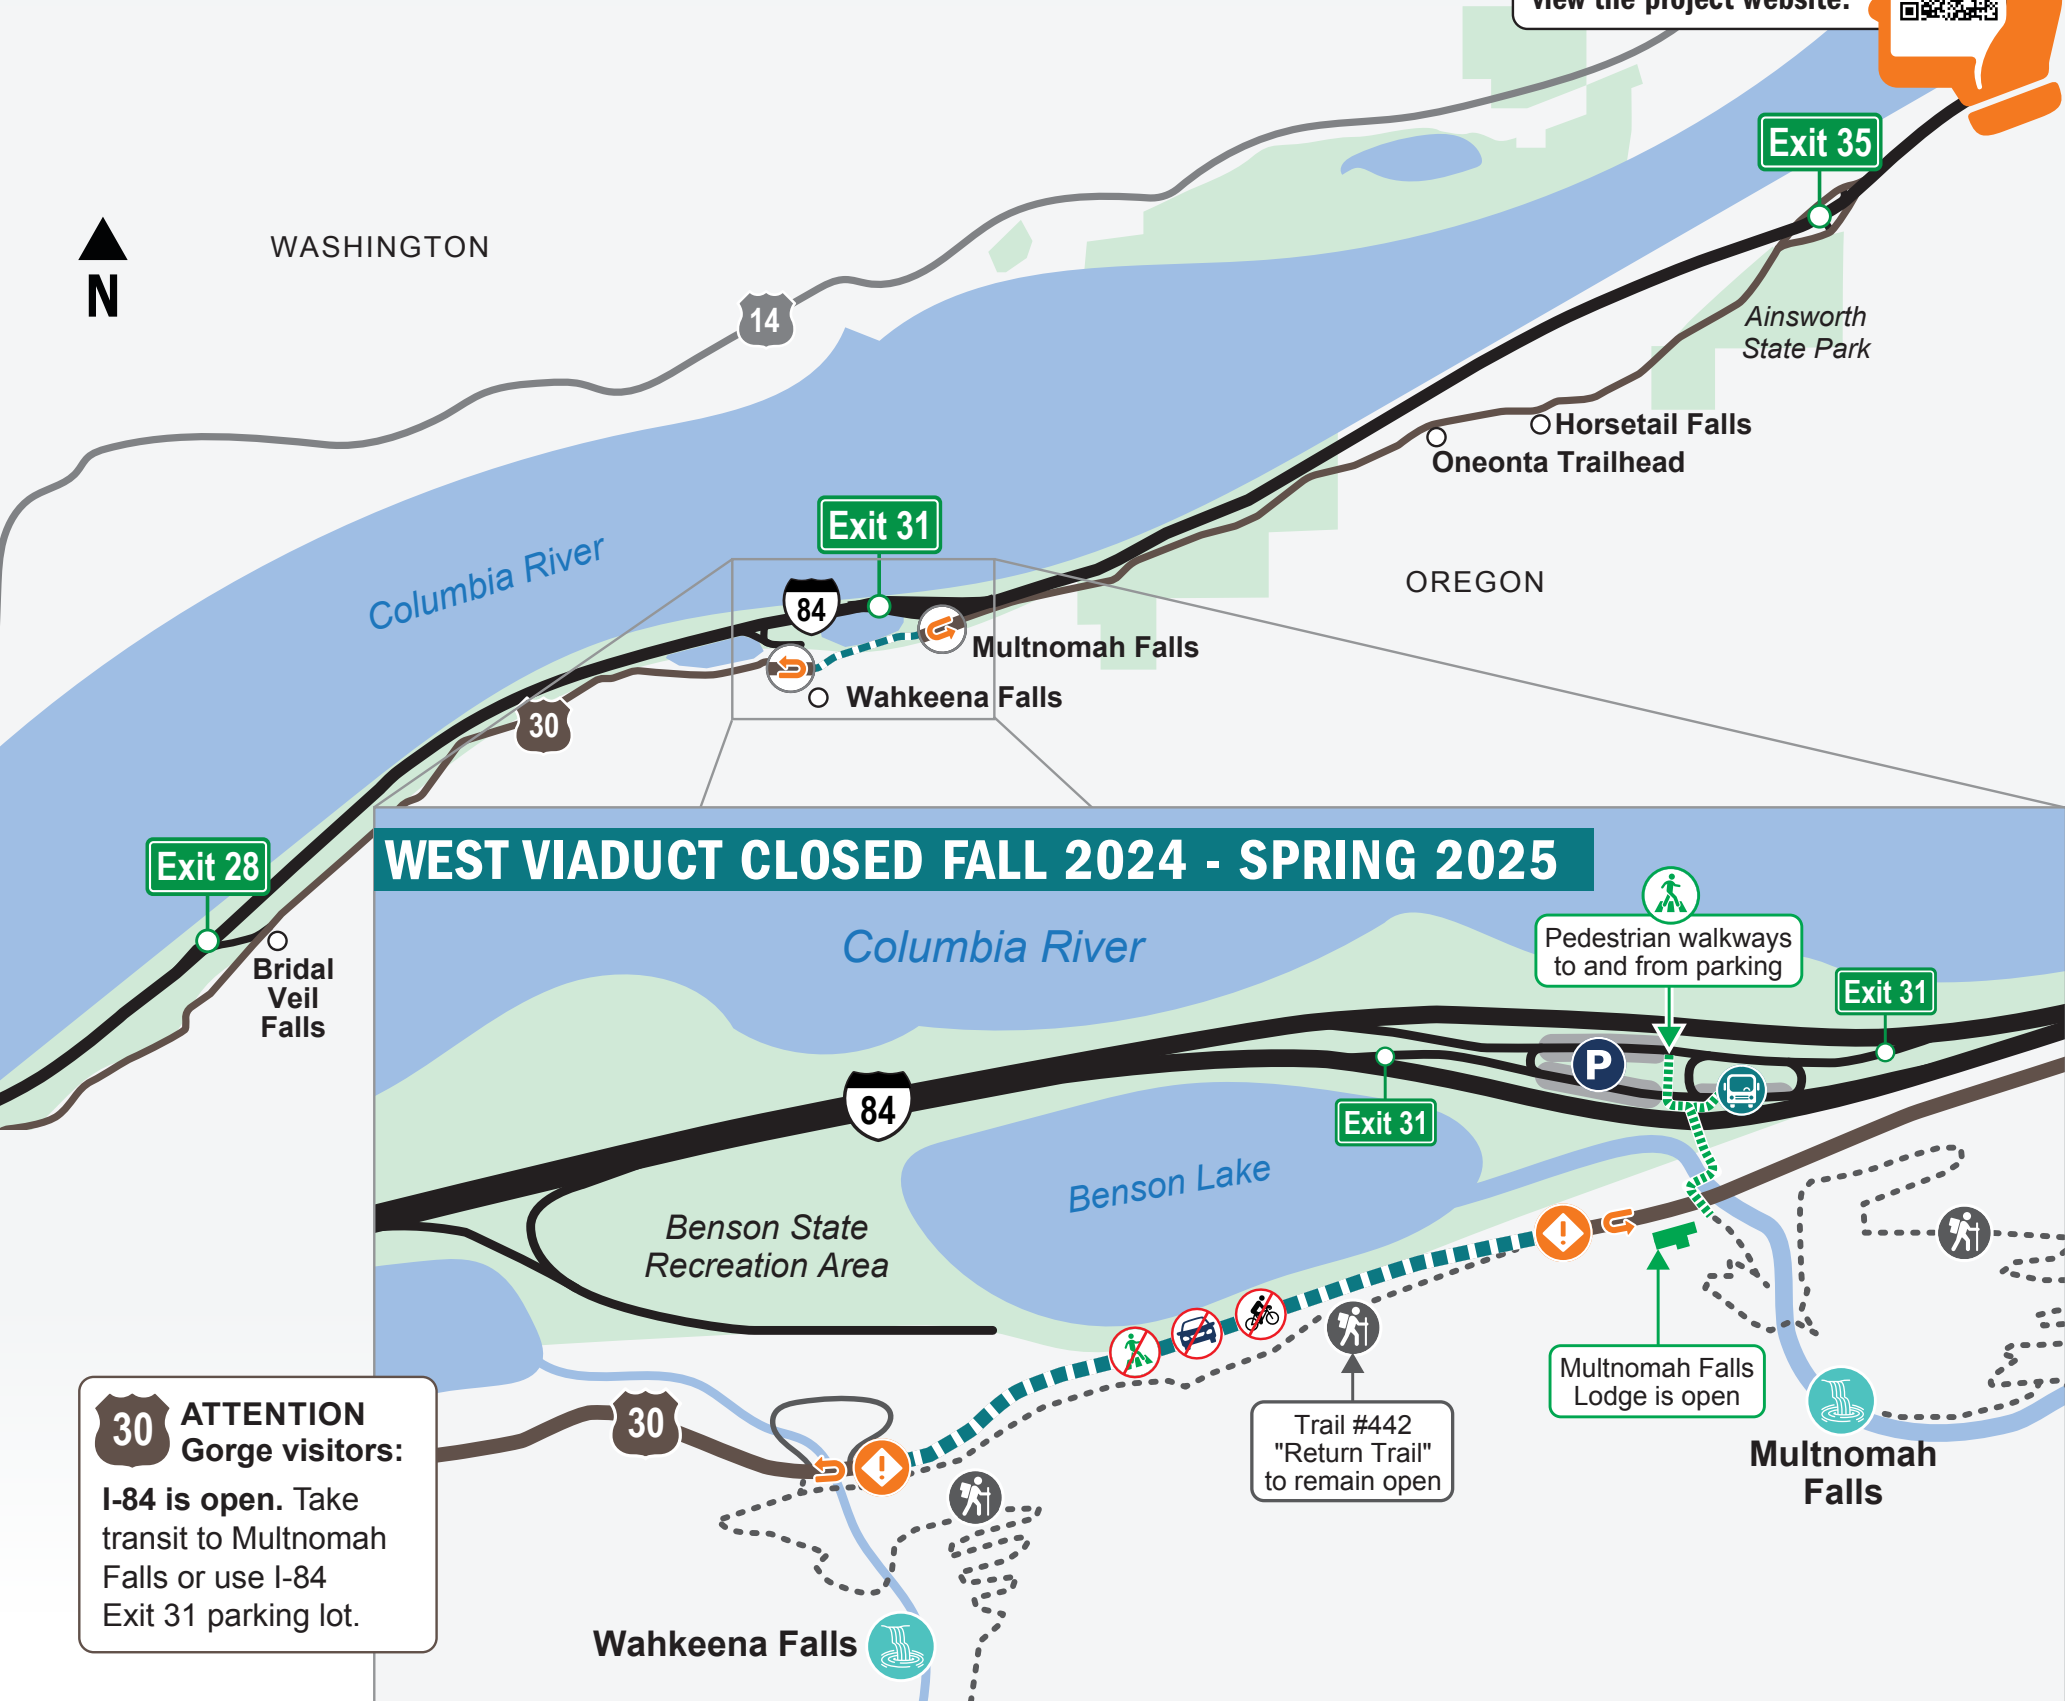 view the project website.
Exit 35
WASHINGTON
N
14
Ainsworth
State Park
Horsetail Falls
Oneonta Trailhead
Exit 31
Columbia River
OREGON
84
Multnomah Falls
Wahkeena Falls
30
Exit 28
Bridal
Veil
Falls
WEST VIADUCT CLOSED FALL 2024 - SPRING 2025
Columbia River
Pedestrian walkways
to and from parking
Exit 31
P
84
Exit 31
Benson Lake
Benson State
Recreation Area
Multnomah Falls
Lodge is open
Trail #442
"Return Trail"
to remain open
Multnomah
Falls
30
Wahkeena Falls
30
ATTENTION
Gorge visitors:
I-84 is open. Take
transit to Multnomah
Falls or use I-84
Exit 31 parking lot.